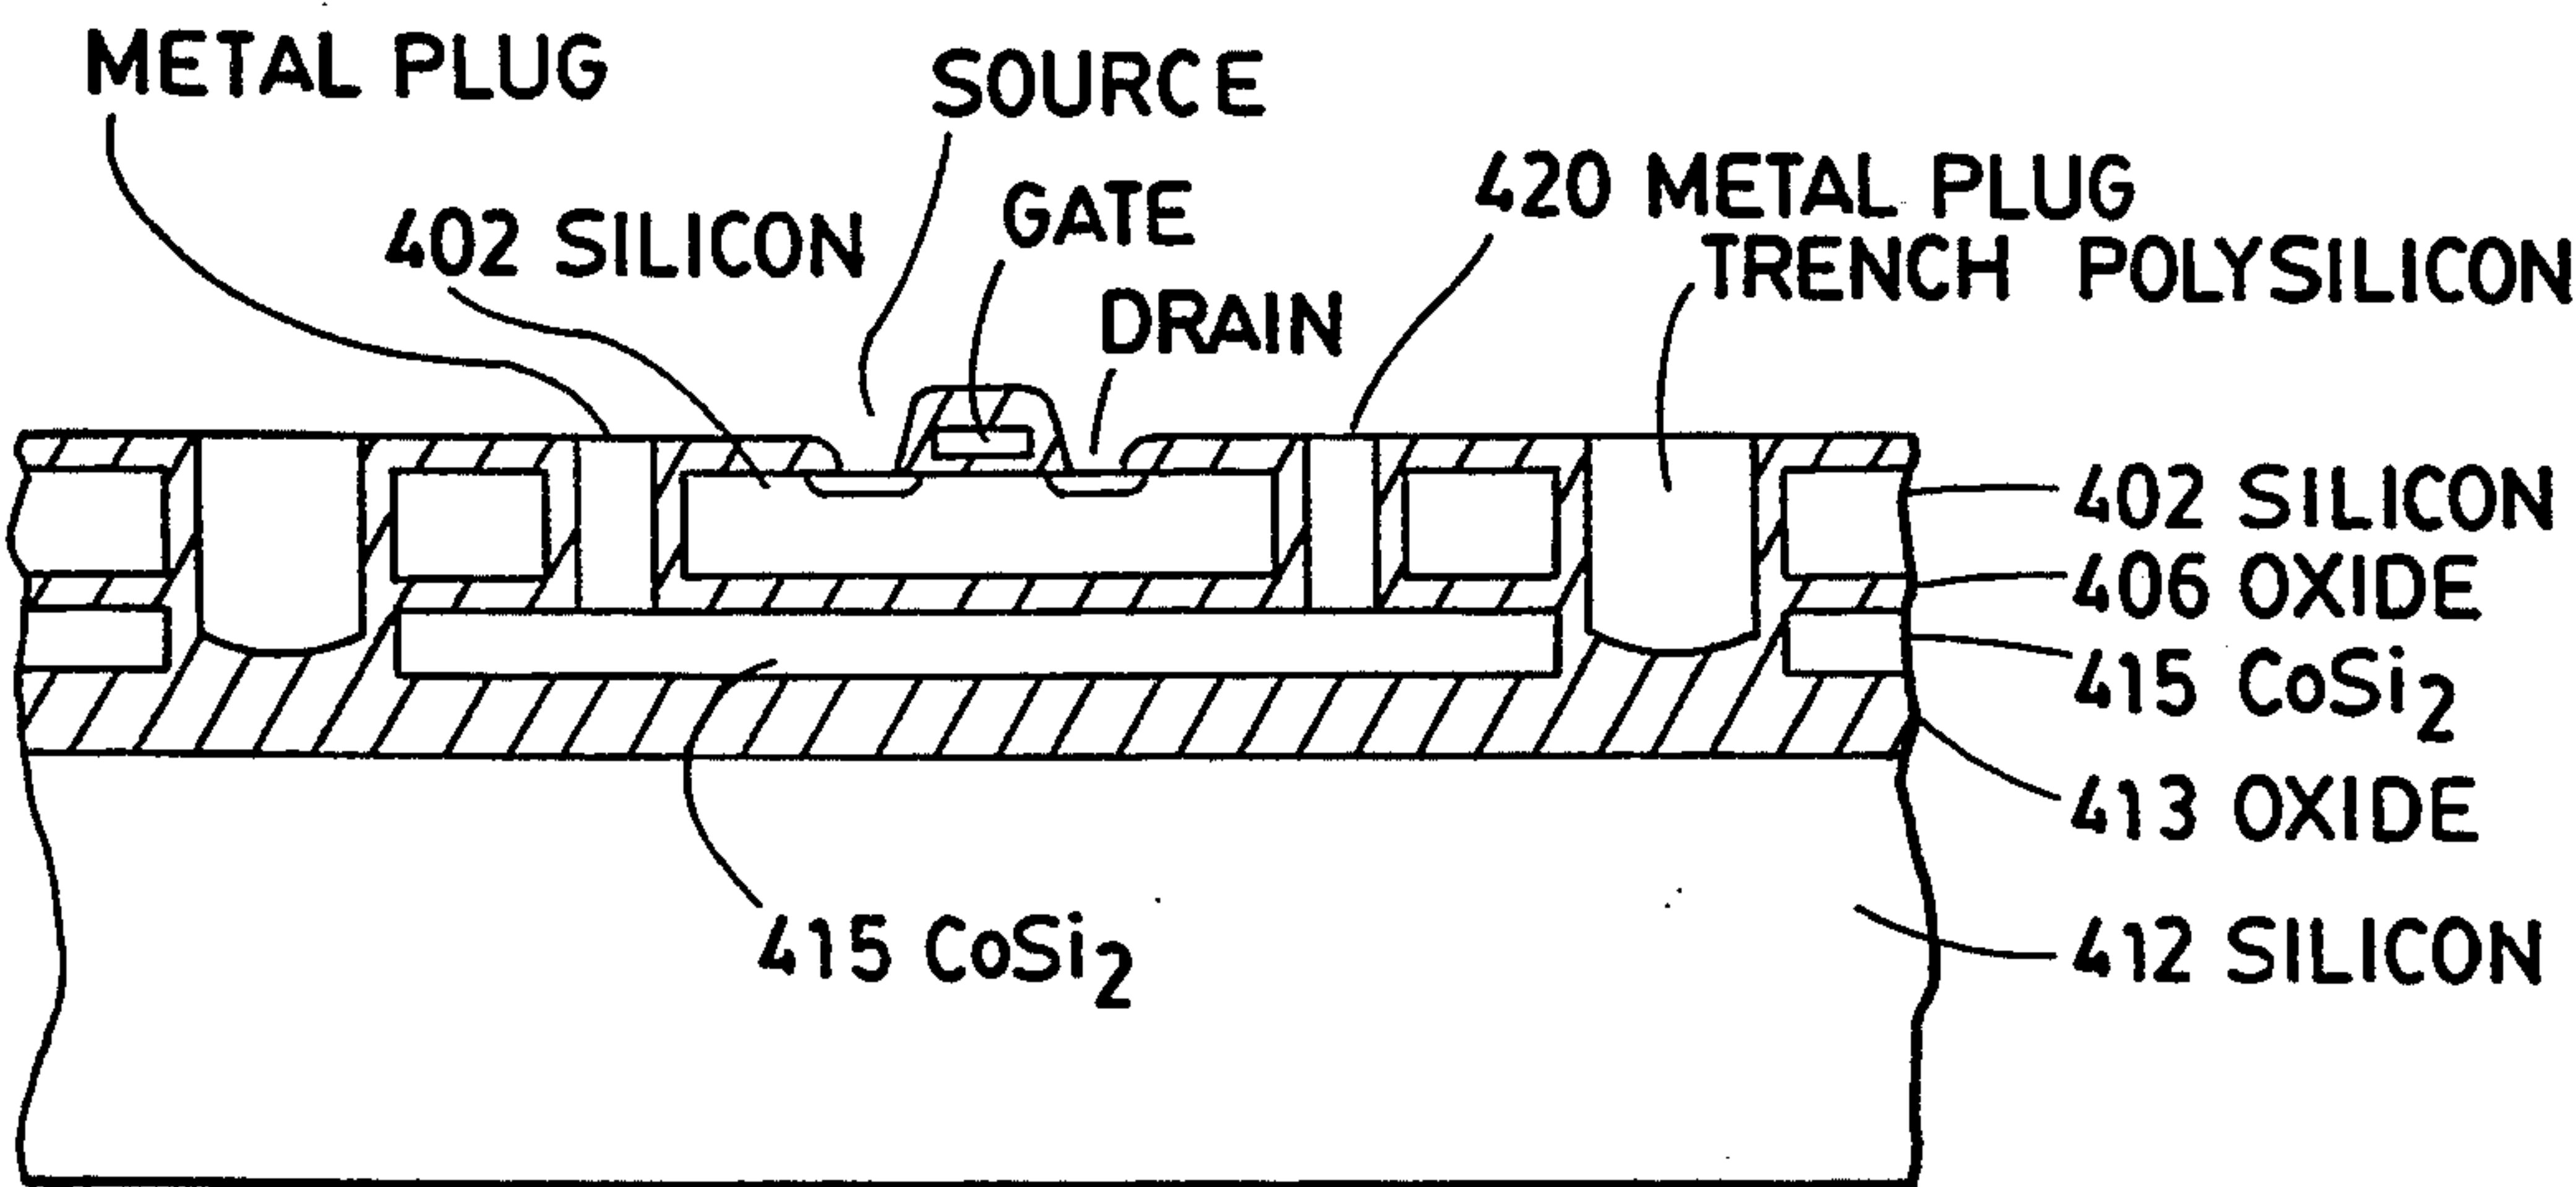 METAL PLUG
SOURCE
402 SILICON
GATE
DRAIN
420 METAL PLUG
TRENCH POLYSILICON
402 SILICON
406 OXIDE
415 CoSi2
413 OXIDE
415 CoSi2
412 SILICON